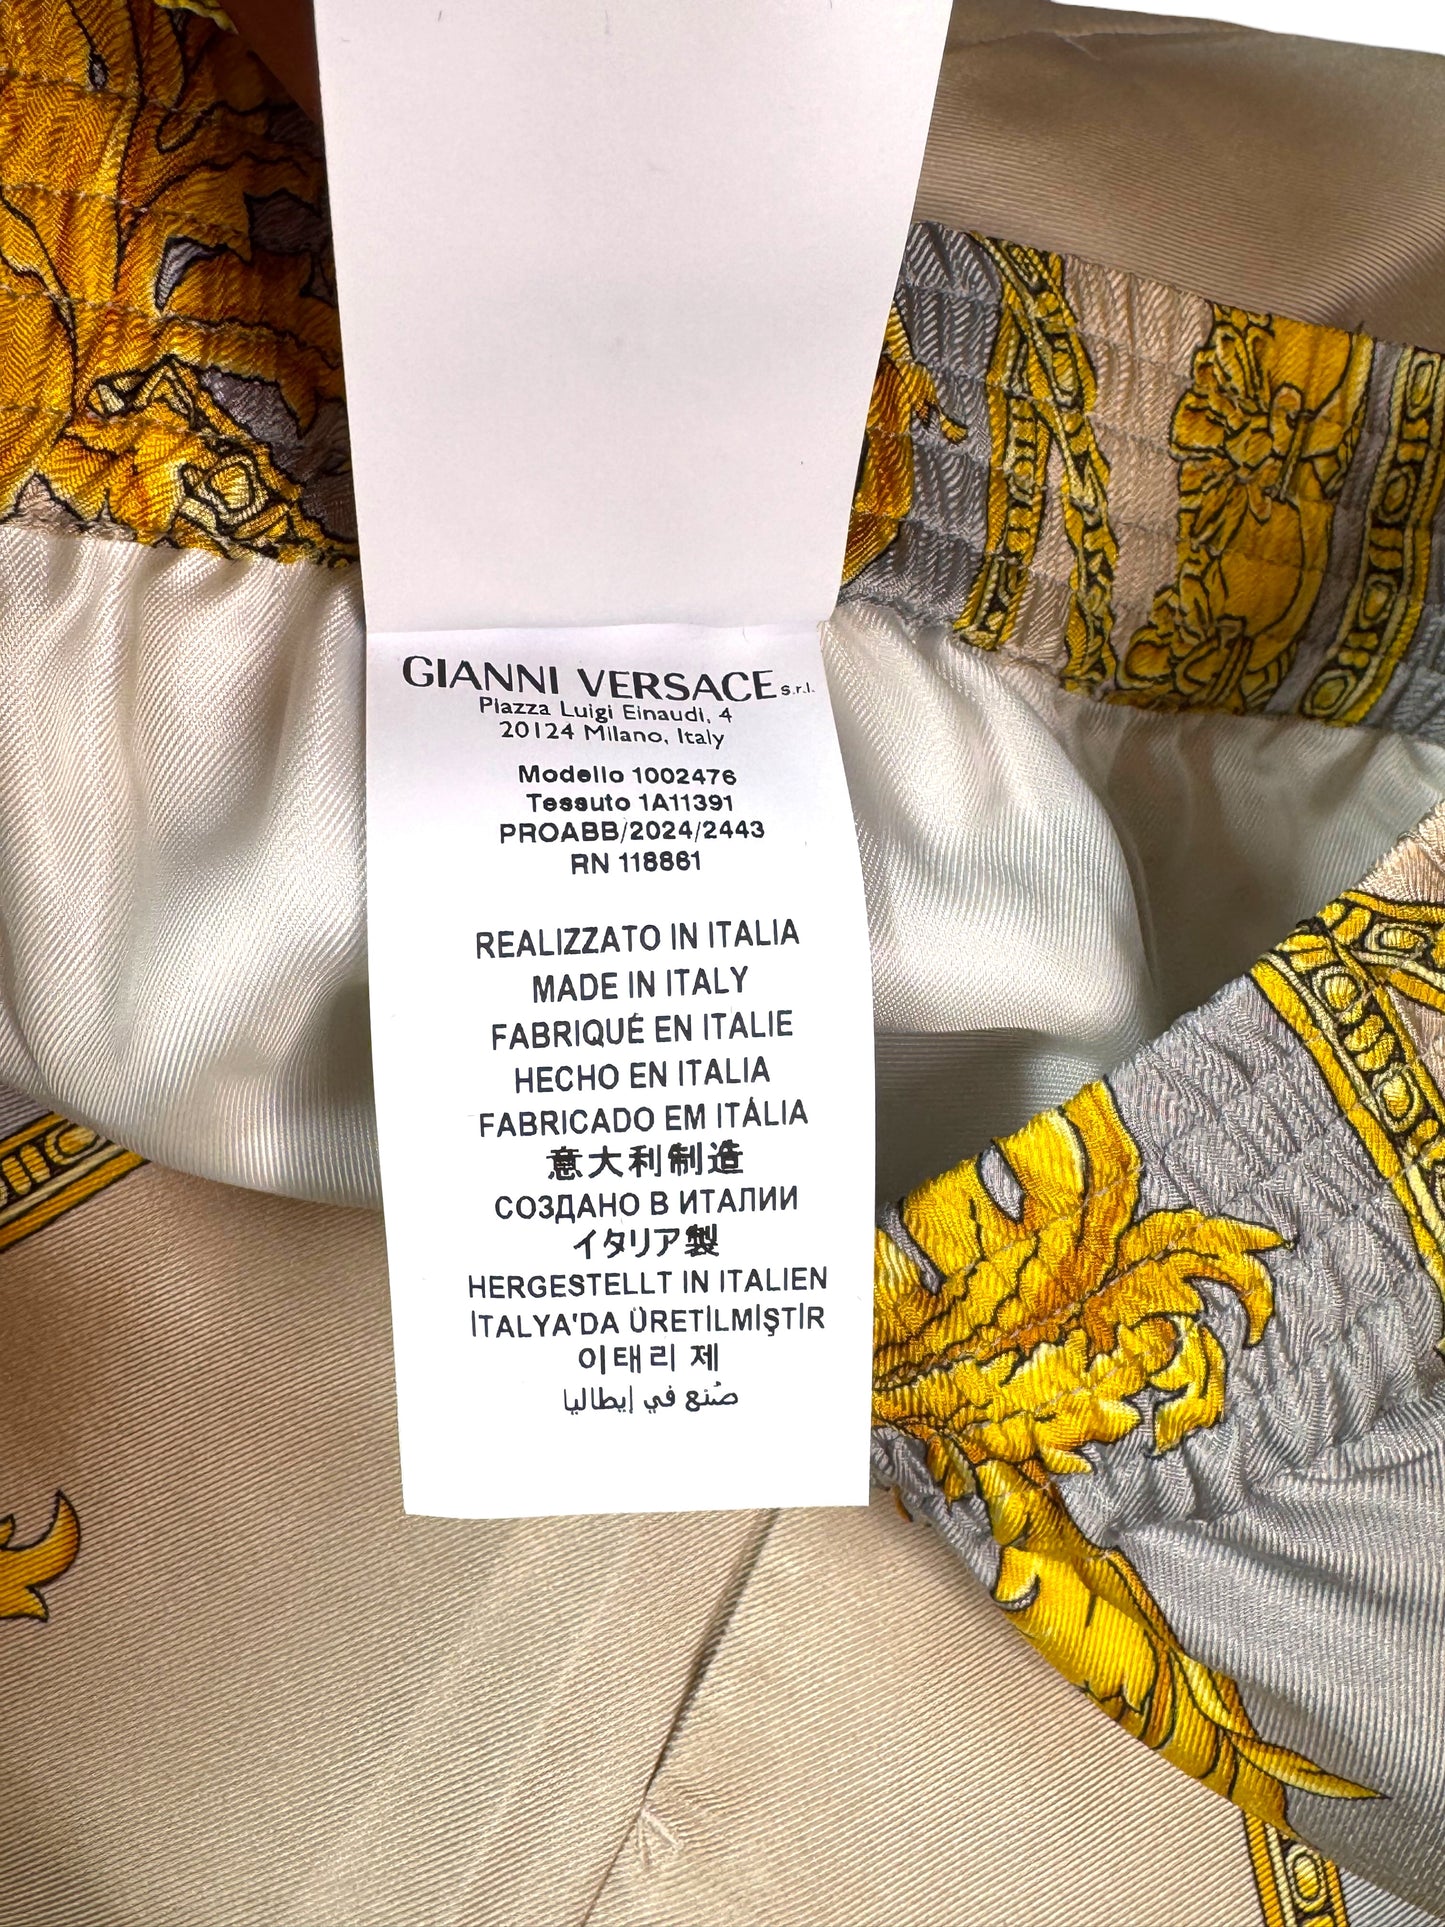 GIANNI VERSACE s.r.l.
Piazza Luigi Einaudi, 4
20124 Milano, Italy
Modello 1002476
Tessuto 1A11391
PROABB/2024/2443
RN 118861
REALIZZATO IN ITALIA
MADE IN ITALY
FABRIQUÉ EN ITALIE
HECHO EN ITALIA
FABRICADO EM ITÁLIA
意大利制造
СОЗДАНО В ИТАЛИИ
イタリア製
HERGESTELLT IN ITALIEN
İTALYA'DA ÜRETİLMİŞTİR
이태리 제
صُنع في إيطاليا